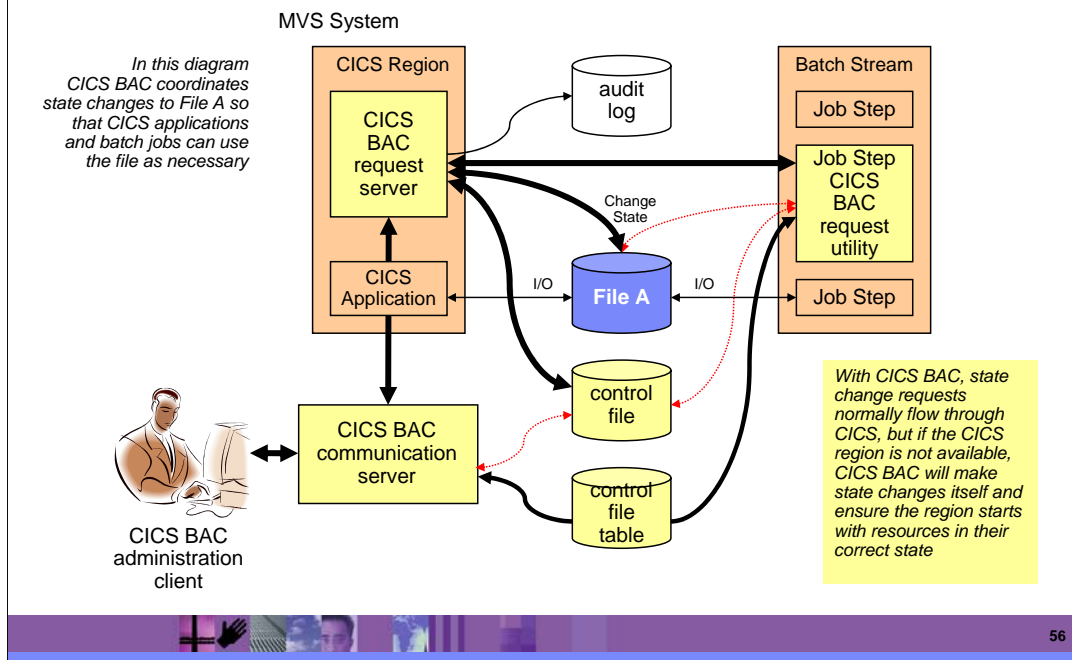 MVS System
In this diagram
CICS BAC coordinates
state changes to File A so
that CICS applications
and batch jobs can use
the file as necessary
CICS Region
CICS
BAC
request
server
CICS
Application
audit
log
Batch Stream
Job Step
Job Step
CICS
BAC
request
utility
Job Step
Change
State
I/O
File A
I/O
control
file
control
file
table
CICS BAC
communication
server
CICS BAC
administration
client
With CICS BAC, state
change requests
normally flow through
CICS, but if the CICS
region is not available,
CICS BAC will make
state changes itself and
ensure the region starts
with resources in their
correct state
56